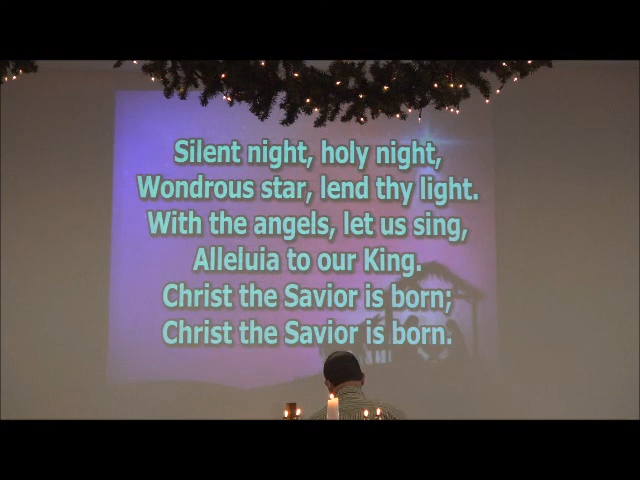 Silent night, holy night,
Wondrous star, lend thy light.
With the angels, let us sing,
Alleluia to our King.
Christ the Savior is born;
Christ the Savior is born.